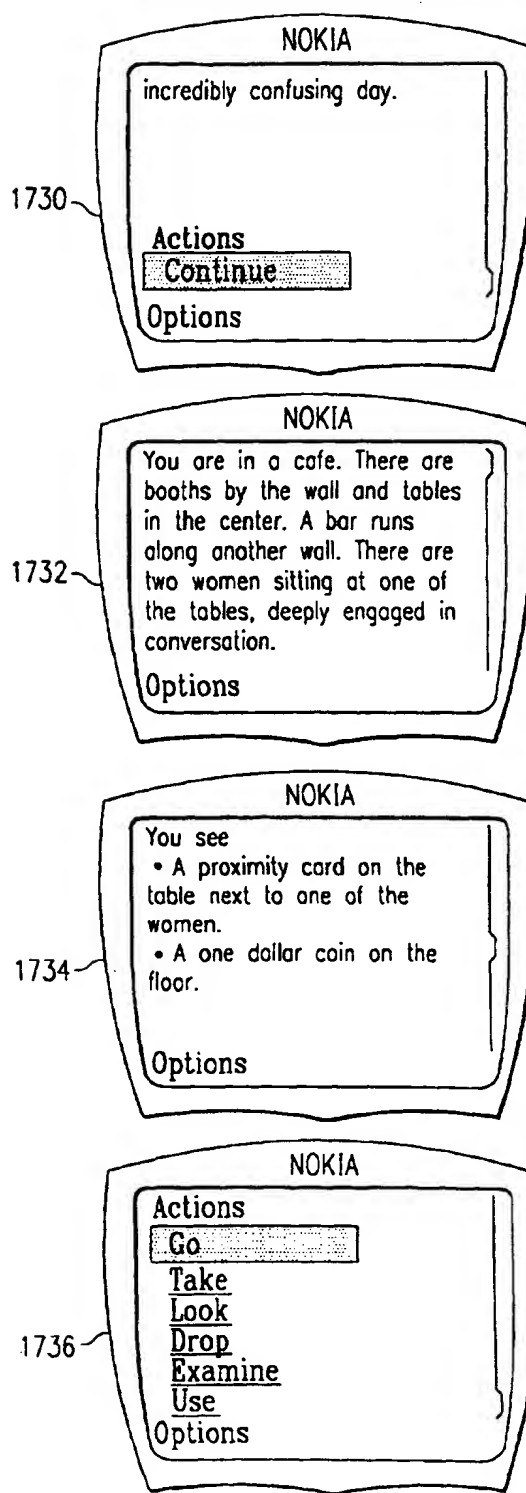 NOKIA
incredibly confusing day.
1730
Actions
Continue
Options
NOKIA
You are in a cafe. There are
booths by the wall and tables
in the center. A bar runs
along another wall. There are
1732
two women sitting at one of
the tables, deeply engaged in
conversation.
Options
NOKIA
You see
• A proximity card on the
table next to one of the
women.
• A one dollar coin on the
1734
floor.
Options
NOKIA
Actions
Go
Take
Look
Drop
1736
Examine
Use
Options